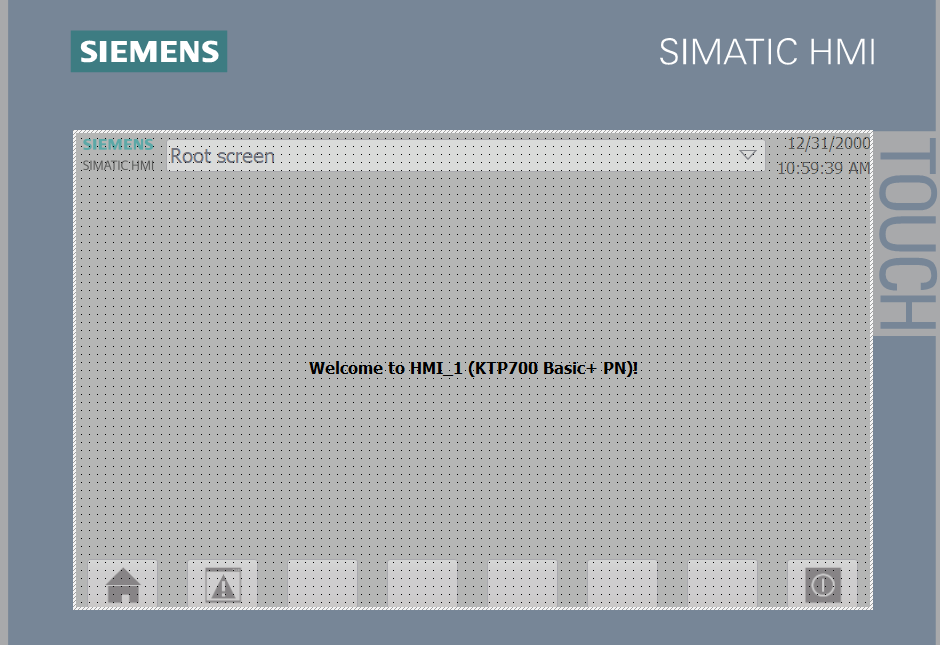 SIEMENS
SIMATIC HMI
SIEMENS
SIMATIC HMI
Root screen
12/31/2000
10:59:39 AM
TOUCH
Welcome to HMI_1 (KTP700 Basic+ PN)!